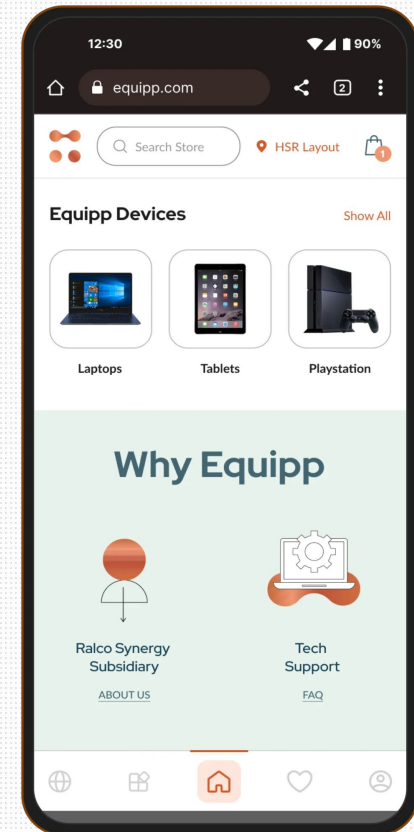 12:30
90%
equipp.com
2
Search Store
HSR Layout
1
Equipp Devices
Show All
Laptops
Tablets
Playstation
Why Equipp
Ralco Synergy
Subsidiary
ABOUT US
Tech
Support
FAQ